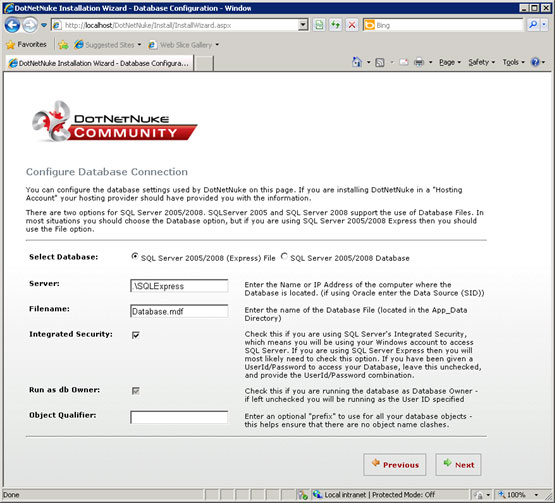 DotNetNuke Installation Wizard - Database Configuration - Window
http://localhost/DotNetNuke/Install/InstallWizard.aspx
Bing
Favorites
Suggested Sites
Web Slice Gallery
DotNetNuke Installation Wizard - Database Configura...
Page
Safety
Tools
DOTNETNUKE
COMMUNITY
Configure Database Connection
You can configure the database settings used by DotNetNuke on this page. If you are installing DotNetNuke in a "Hosting
Account" your hosting provider should have provided you with the information.
There are two options for SQL Server 2005/2008. SQLServer 2005 and SQL Server 2008 support the use of Database Files. In
most situations you should choose the Database option, but if you are using SQL Server 2005/2008 Express then you should
use the File option.
Select Database: SQL Server 2005/2008 (Express) File SQL Server 2005/2008 Database
Server: .\SQLExpress Enter the Name or IP Address of the computer where the
Database is located. (if using Oracle enter the Data Source (SID))
Filename: Database.mdf Enter the name of the Database File (located in the App_Data
Directory)
Integrated Security: Check this if you are using SQL Server's Integrated Security,
which means you will be using your Windows account to access
SQL Server. If you are using SQL Server Express then you will
most likely need to check this option. If you have been given a
UserId/Password to access your Database, leave this unchecked,
and provide the UserId/Password combination.
Run as db Owner: Check this if you are running the database as Database Owner -
if left unchecked you will be running as the User ID specified
Object Qualifier: Enter an optional "prefix" to use for all your database objects -
this helps ensure that there are no object name clashes.
Previous
Next
Done
Local intranet | Protected Mode: Off
100%